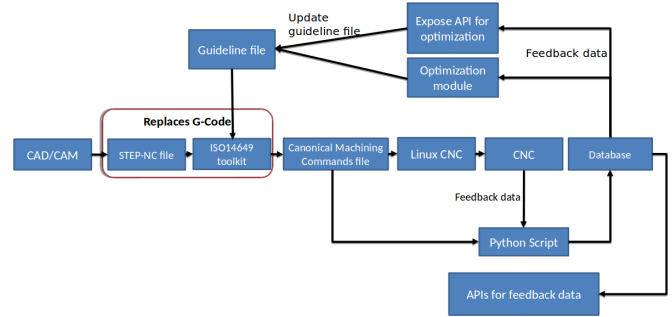 Update
guideline file
Expose API for
optimization
Guideline file
Feedback data
Optimization
module
Replaces G-Code
CAD/CAM
STEP-NC file
ISO14649
toolkit
Canonical Machining
Commands file
Linux CNC
CNC
Database
Feedback data
Python Script
APIs for feedback data